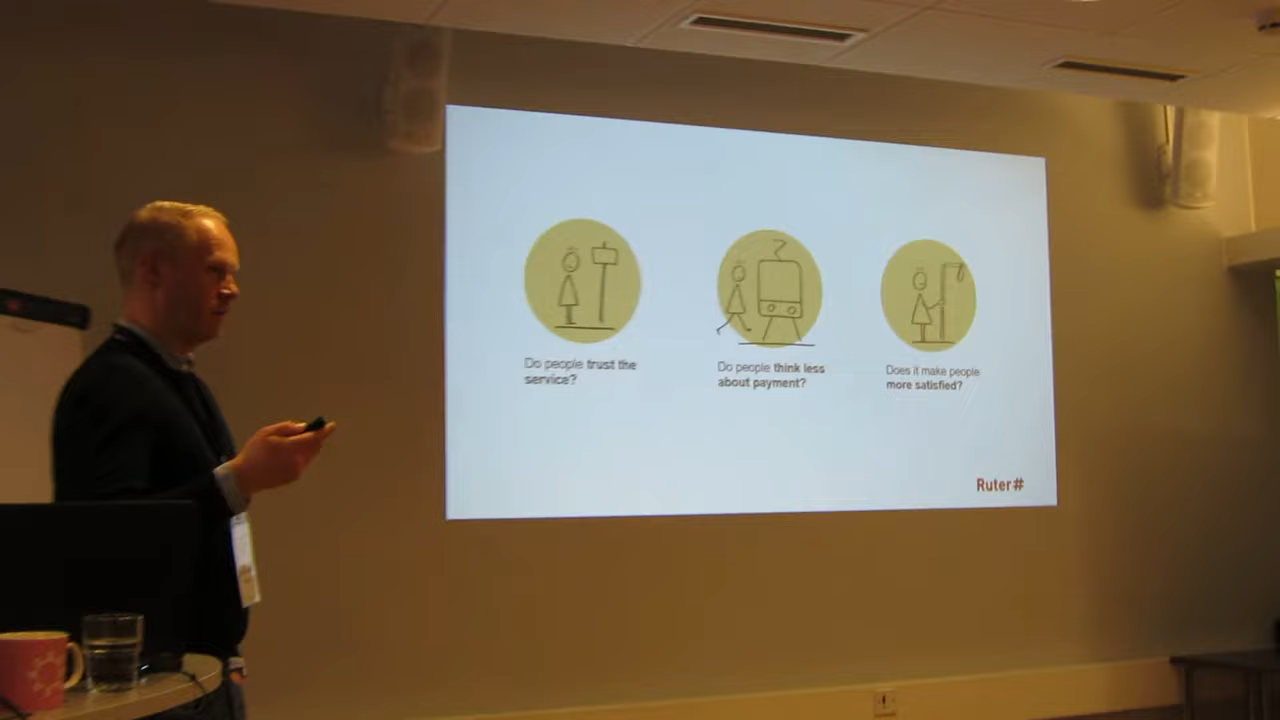 Do people trust the
service?
Do people think less
about payment?
Does it make people
more satisfied?
Ruter#